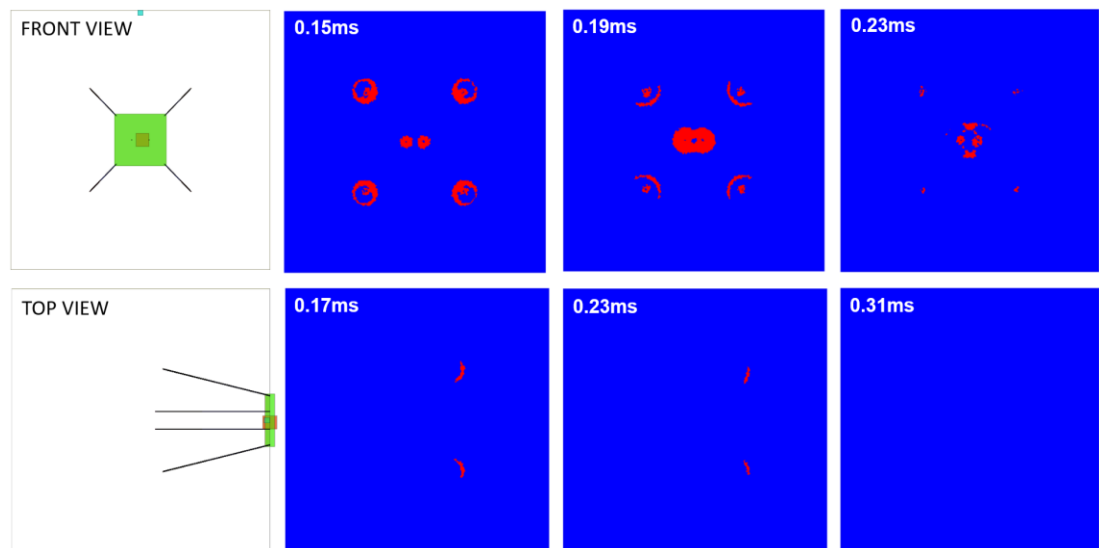 FRONT VIEW
0.15ms
0.19ms
0.23ms
TOP VIEW
0.17ms
0.23ms
0.31ms